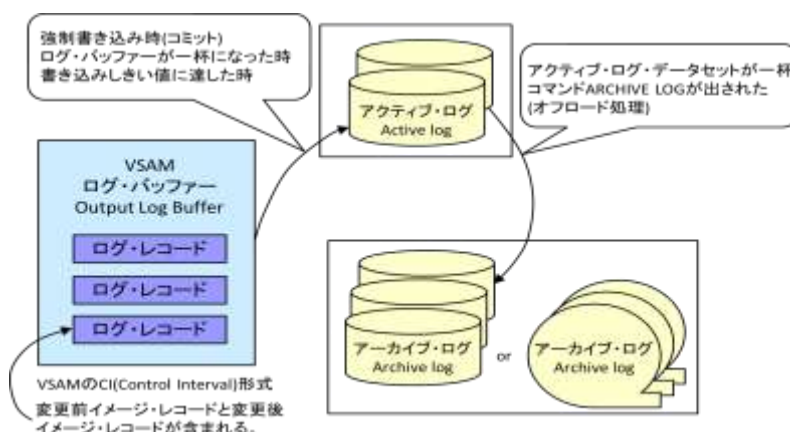 強制書き込み時(コミット)
ログ・バッファーが一杯になった時
書き込みしきい値に達した時
アクティブ・ログ
Active log
アクティブ・ログ・データセットが一杯
コマンドARCHIVE LOGが出された
(オフロード処理)
VSAM
ログ・バッファー
Output Log Buffer
ログ・レコード
ログ・レコード
ログ・レコード
VSAMのCI(Control Interval)形式
変更前イメージ・レコードと変更後
イメージ・レコードが含まれる。
アーカイブ・ログ
Archive log
or
アーカイブ・ログ
Archive log